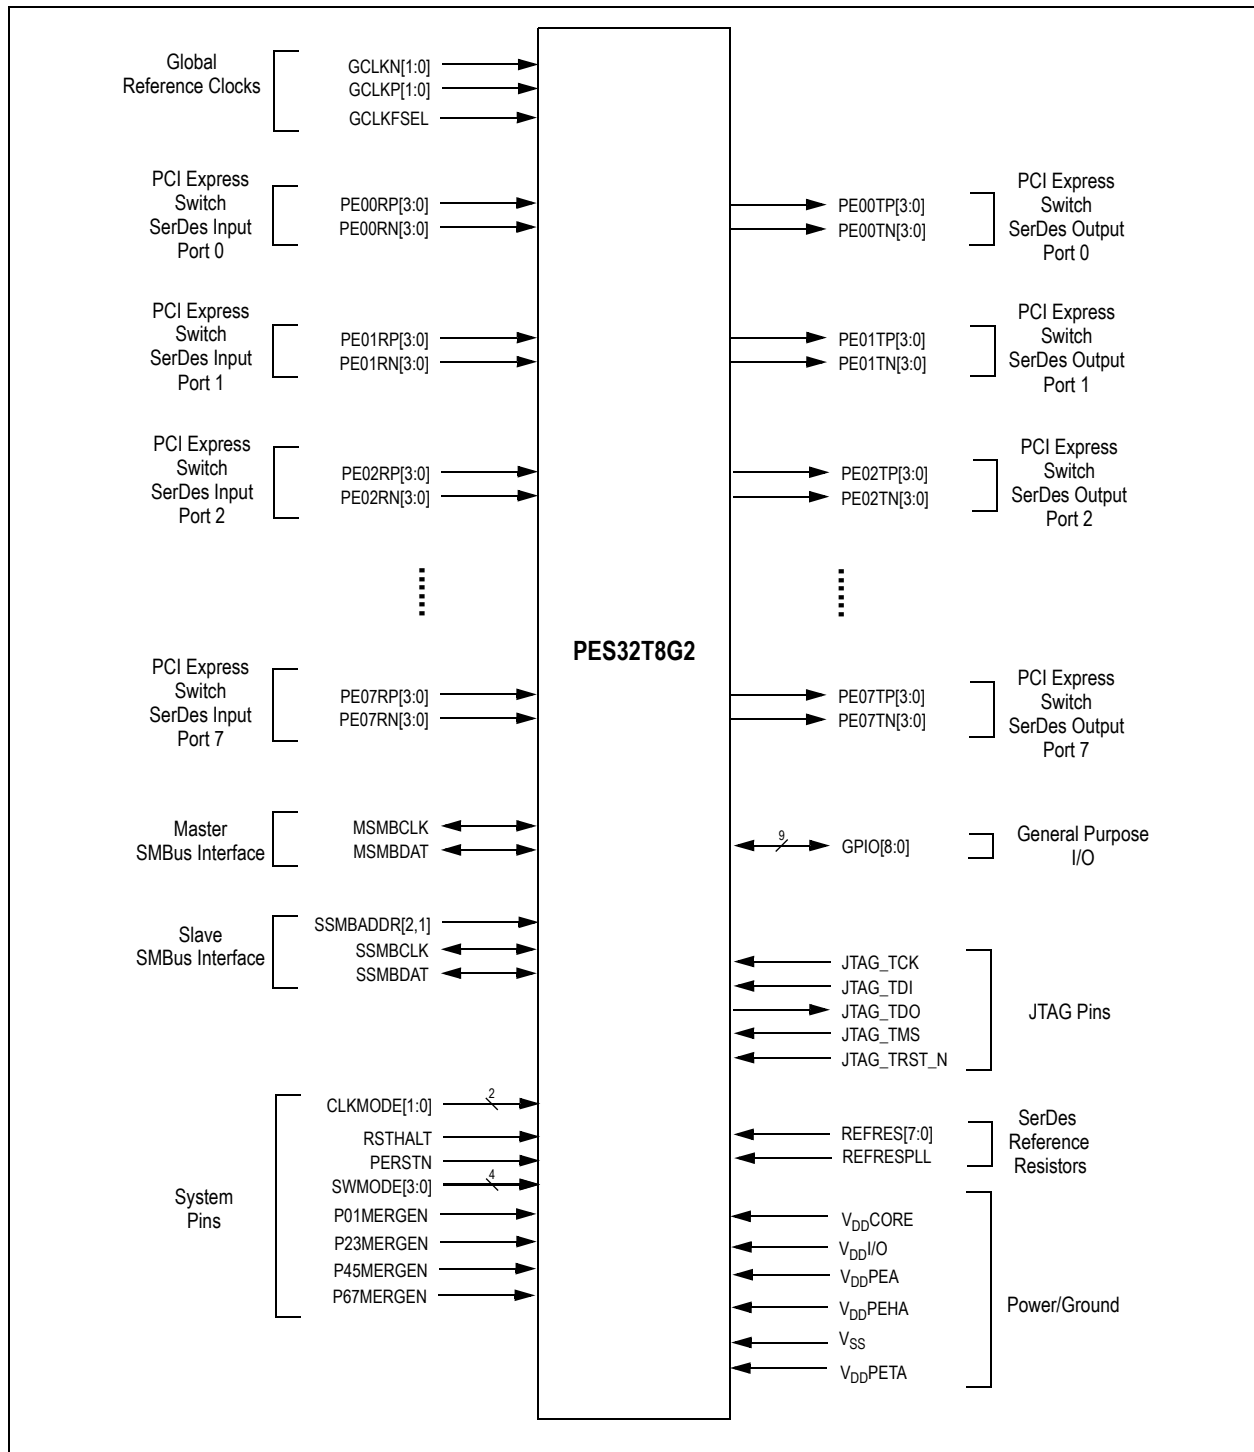 Global
Reference Clocks
GCLKN[1:0]
GCLKP[1:0]
GCLKFSEL
PCI Express
Switch
SerDes Input
Port 0
PE00RP[3:0]
PE00RN[3:0]
PE00TP[3:0]
PE00TN[3:0]
PCI Express
Switch
SerDes Output
Port 0
PCI Express
Switch
SerDes Input
Port 1
PE01RP[3:0]
PE01RN[3:0]
PE01TP[3:0]
PE01TN[3:0]
PCI Express
Switch
SerDes Output
Port 1
PCI Express
Switch
SerDes Input
Port 2
PE02RP[3:0]
PE02RN[3:0]
PE02TP[3:0]
PE02TN[3:0]
PCI Express
Switch
SerDes Output
Port 2
PES32T8G2
PCI Express
Switch
SerDes Input
Port 7
PE07RP[3:0]
PE07RN[3:0]
PE07TP[3:0]
PE07TN[3:0]
PCI Express
Switch
SerDes Output
Port 7
Master
SMBus Interface
MSMBCLK
MSMBDAT
9
GPIO[8:0]
General Purpose
I/O
Slave
SMBus Interface
SSMBADDR[2,1]
SSMBCLK
SSMBDAT
JTAG_TCK
JTAG_TDI
JTAG_TDO
JTAG_TMS
JTAG_TRST_N
JTAG Pins
System
Pins
CLKMODE[1:0]
2
RSTHALT
PERSTN
SWMODE[3:0]
4
P01MERGEN
P23MERGEN
P45MERGEN
P67MERGEN
REFRES[7:0]
REFRESPLL
SerDes
Reference
Resistors
VDDCORE
VDDI/O
VDDPEA
VDDPEHA
VSS
VDDPETA
Power/Ground